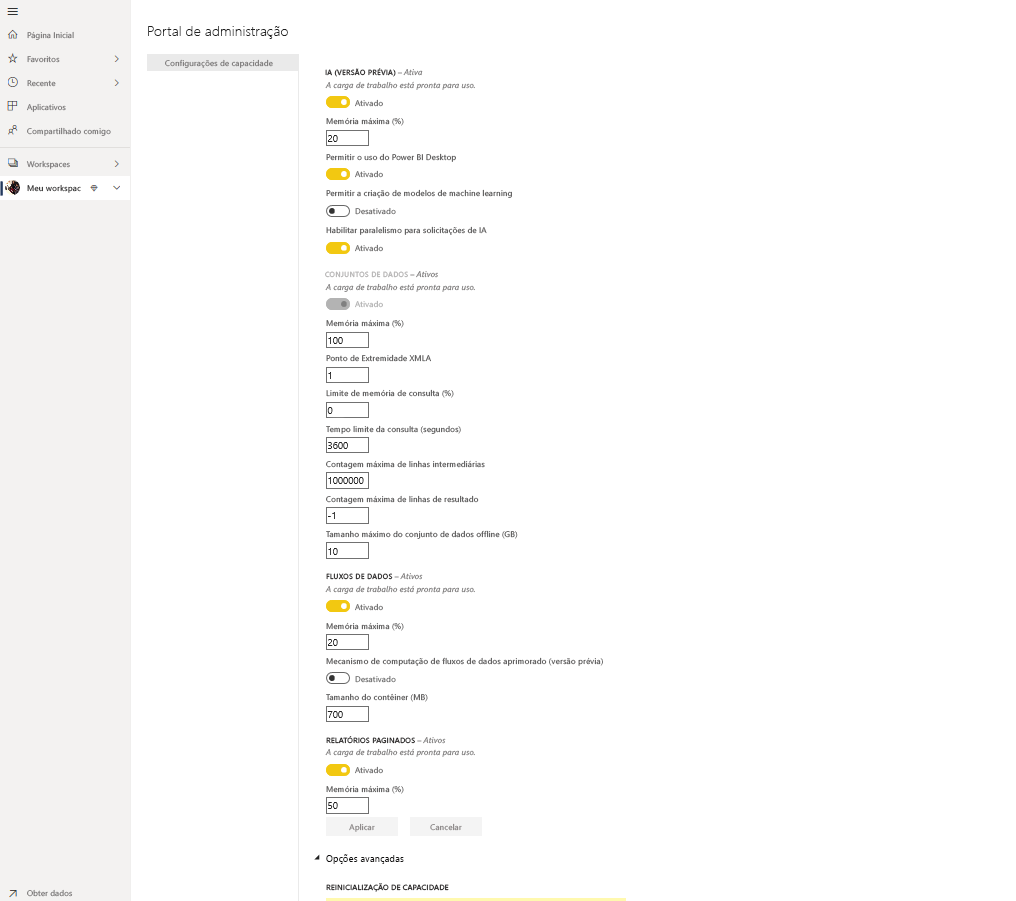 Página Inicial
Favoritos
Recente
Aplicativos
Compartilhado comigo
Workspaces
Meu workspac
Obter dados
Portal de administração
Configurações de capacidade
IA (VERSÃO PRÉVIA) – Ativa
A carga de trabalho está pronta para uso.
Ativado
Memória máxima (%)
20
Permitir o uso do Power BI Desktop
Ativado
Permitir a criação de modelos de machine learning
Desativado
Habilitar paralelismo para solicitações de IA
Ativado
CONJUNTOS DE DADOS – Ativos
A carga de trabalho está pronta para uso.
Ativado
Memória máxima (%)
100
Ponto de Extremidade XMLA
1
Limite de memória de consulta (%)
0
Tempo limite da consulta (segundos)
3600
Contagem máxima de linhas intermediárias
1000000
Contagem máxima de linhas de resultado
-1
Tamanho máximo do conjunto de dados offline (GB)
10
FLUXOS DE DADOS – Ativos
A carga de trabalho está pronta para uso.
Ativado
Memória máxima (%)
20
Mecanismo de computação de fluxos de dados aprimorado (versão prévia)
Desativado
Tamanho do contêiner (MB)
700
RELATÓRIOS PAGINADOS – Ativos
A carga de trabalho está pronta para uso.
Ativado
Memória máxima (%)
50
Aplicar Cancelar
Opções avançadas
REINICIALIZAÇÃO DE CAPACIDADE